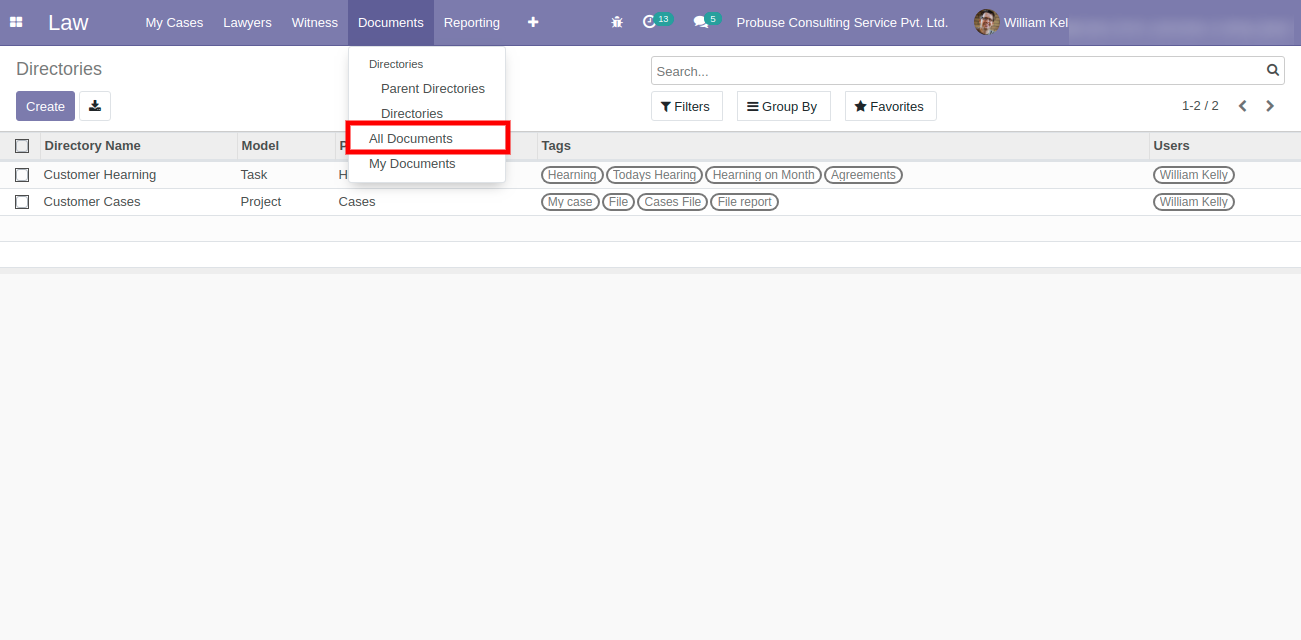 Law My Cases Lawyers Witness Documents Reporting 13 5 Probuse Consulting Service Pvt. Ltd. William Kel
Directories
Search...
Directories
Parent Directories
Directories
All Documents
My Documents
Create
Filters Group By Favorites 1-2 / 2
Directory Name Model Tags Users
Customer Hearning Task Hearning Todays Hearing Hearning on Month Agreements William Kelly
Customer Cases Project Cases My case File Cases File File report William Kelly